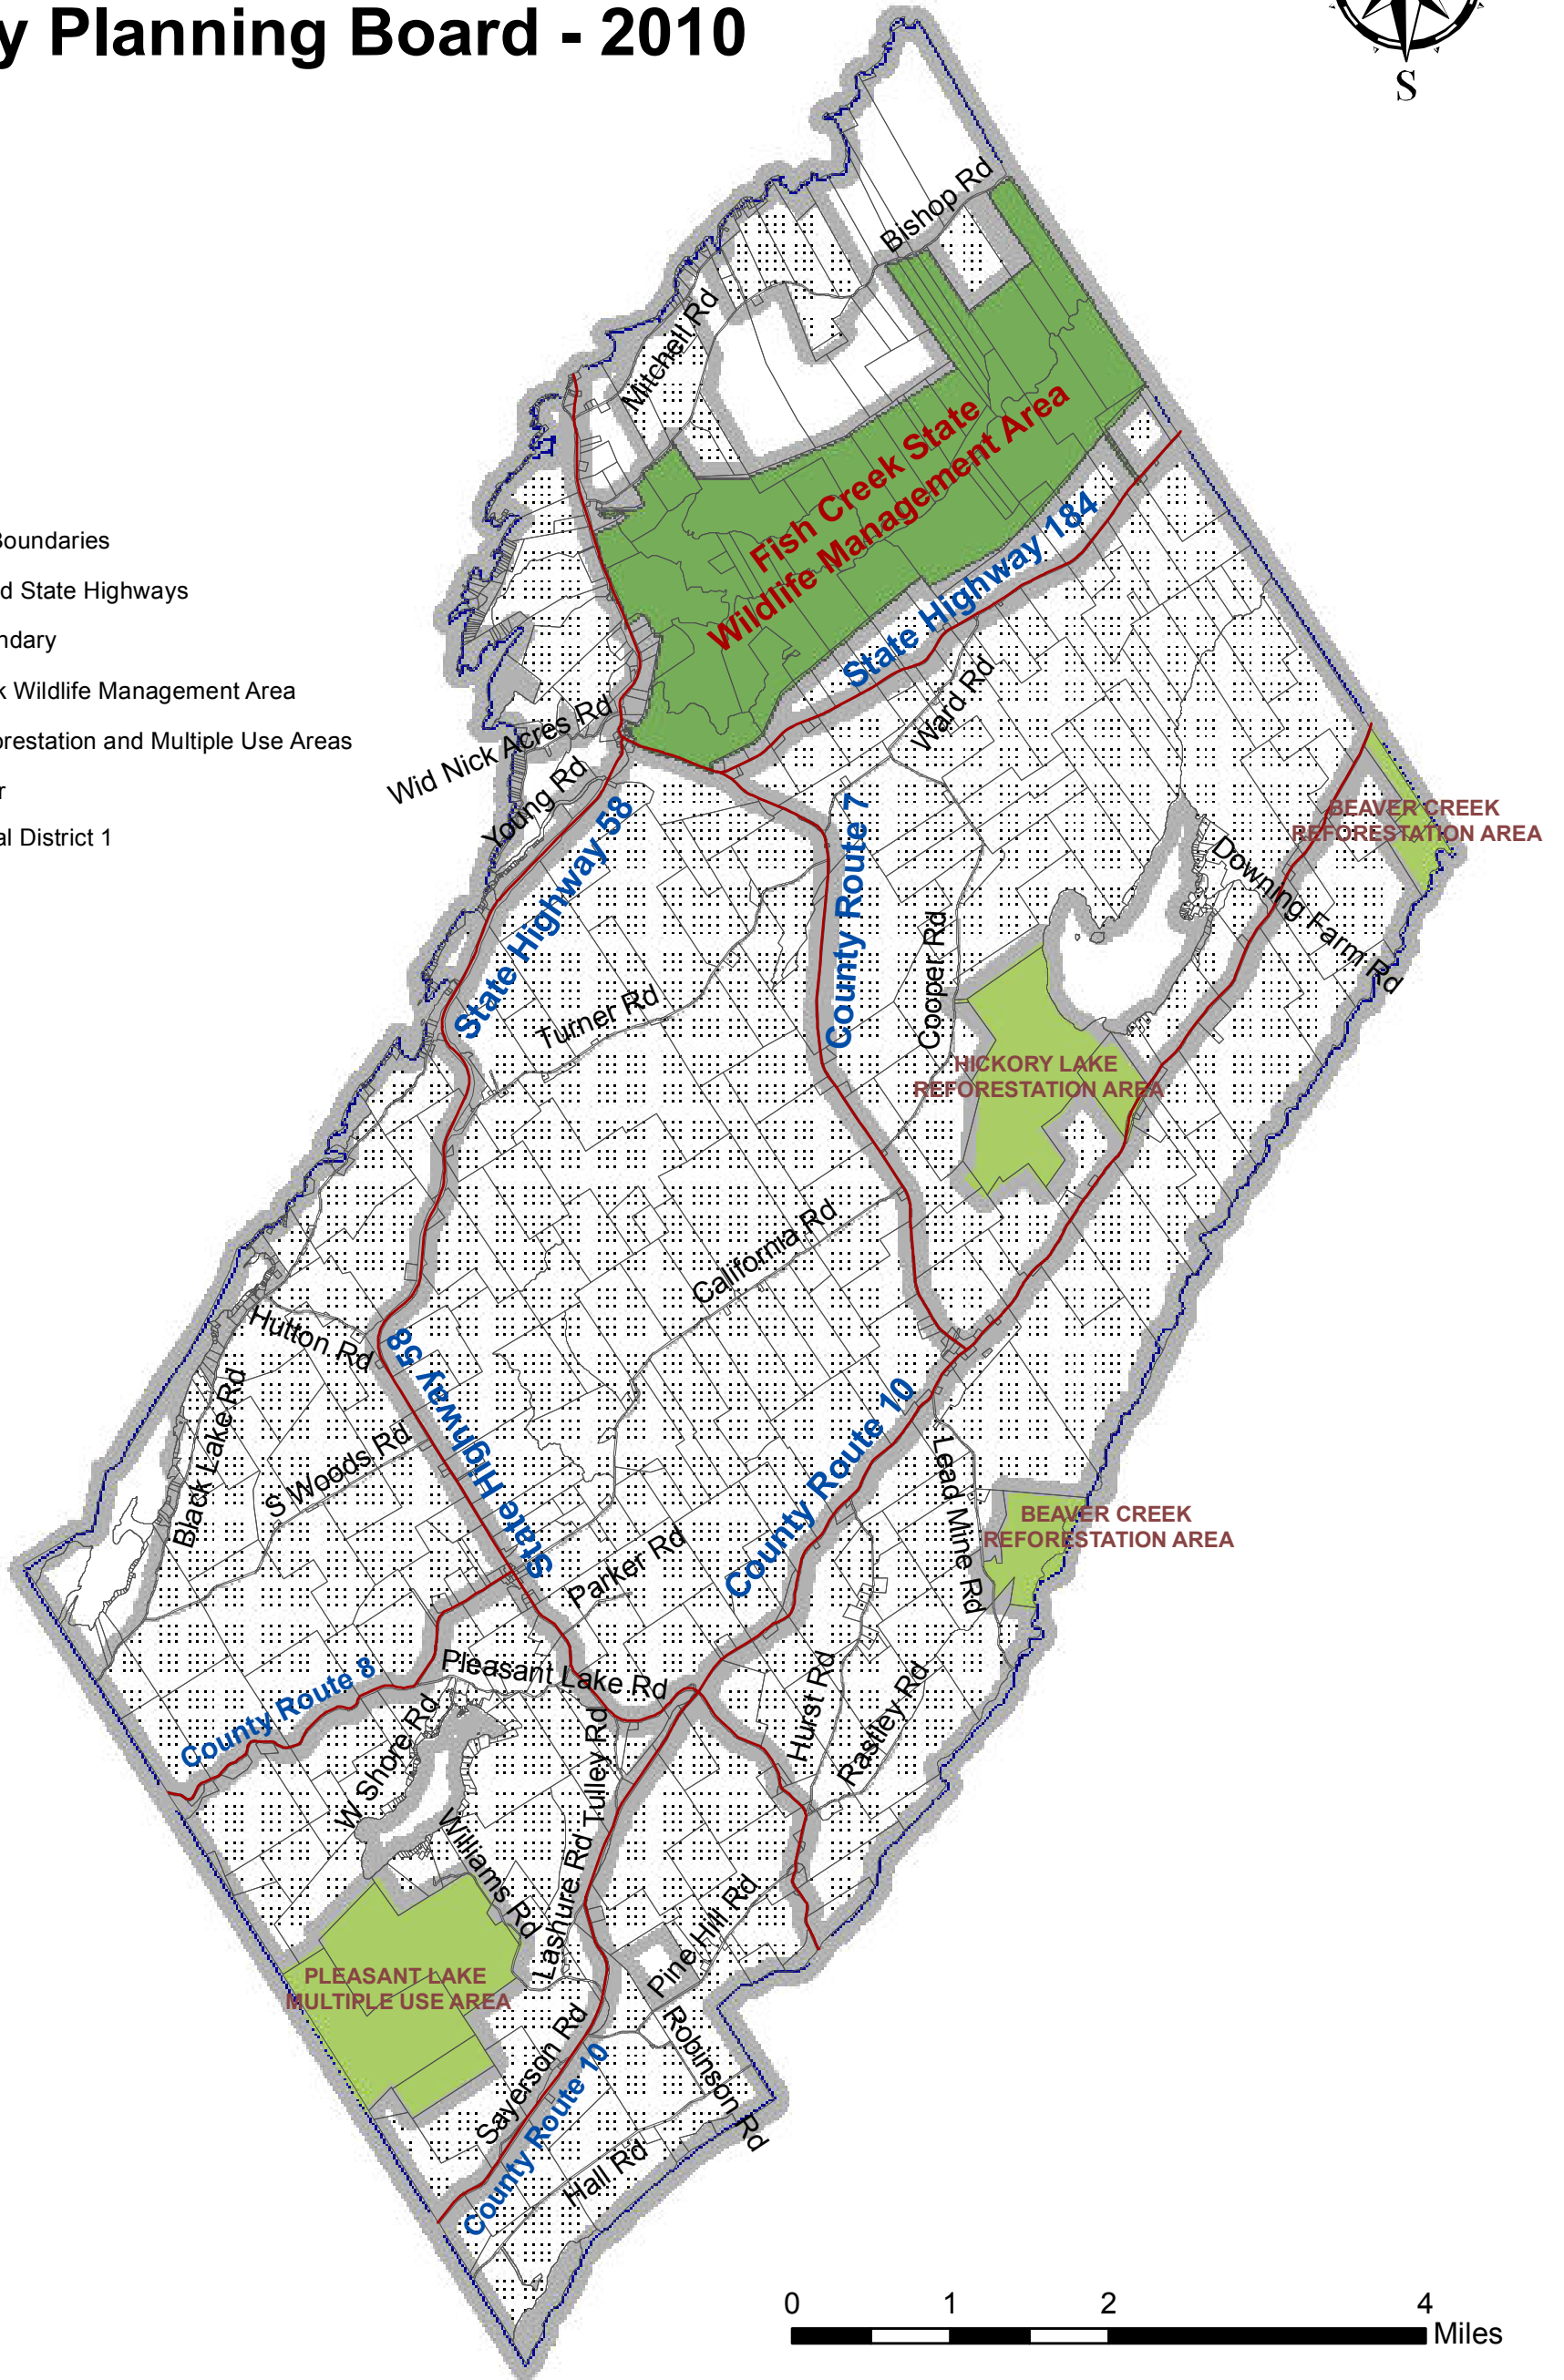 y Planning Board - 2010
S
Boundaries
d State Highways
ndary
k Wildlife Management Area
orestation and Multiple Use Areas
r
al District 1
Bishop Rd
Mitchell Rd
Fish Creek State
Wildlife Management Area
State Highway 184
Ward Rd
Wid Nick Acres Rd
Young Rd
State Highway 58
County Route 7
BEAVER CREEK
REFORESTATION AREA
Downing Farm Rd
Turner Rd
Cooper Rd
HICKORY LAKE
REFORESTATION AREA
California Rd
Hutton Rd
State Highway 58
Black Lake Rd
S Woods Rd
County Route 10
Lead Mine Rd
BEAVER CREEK
REFORESTATION AREA
Parker Rd
Pleasant Lake Rd
County Route 8
W Shore Rd
Tulley Rd
Hurst Rd
Rastley Rd
Williams Rd
Lashure Rd
Pine Hill Rd
PLEASANT LAKE
MULTIPLE USE AREA
Sayerson Rd
Robinson Rd
County Route 10
Hall Rd
0 1 2 4
Miles